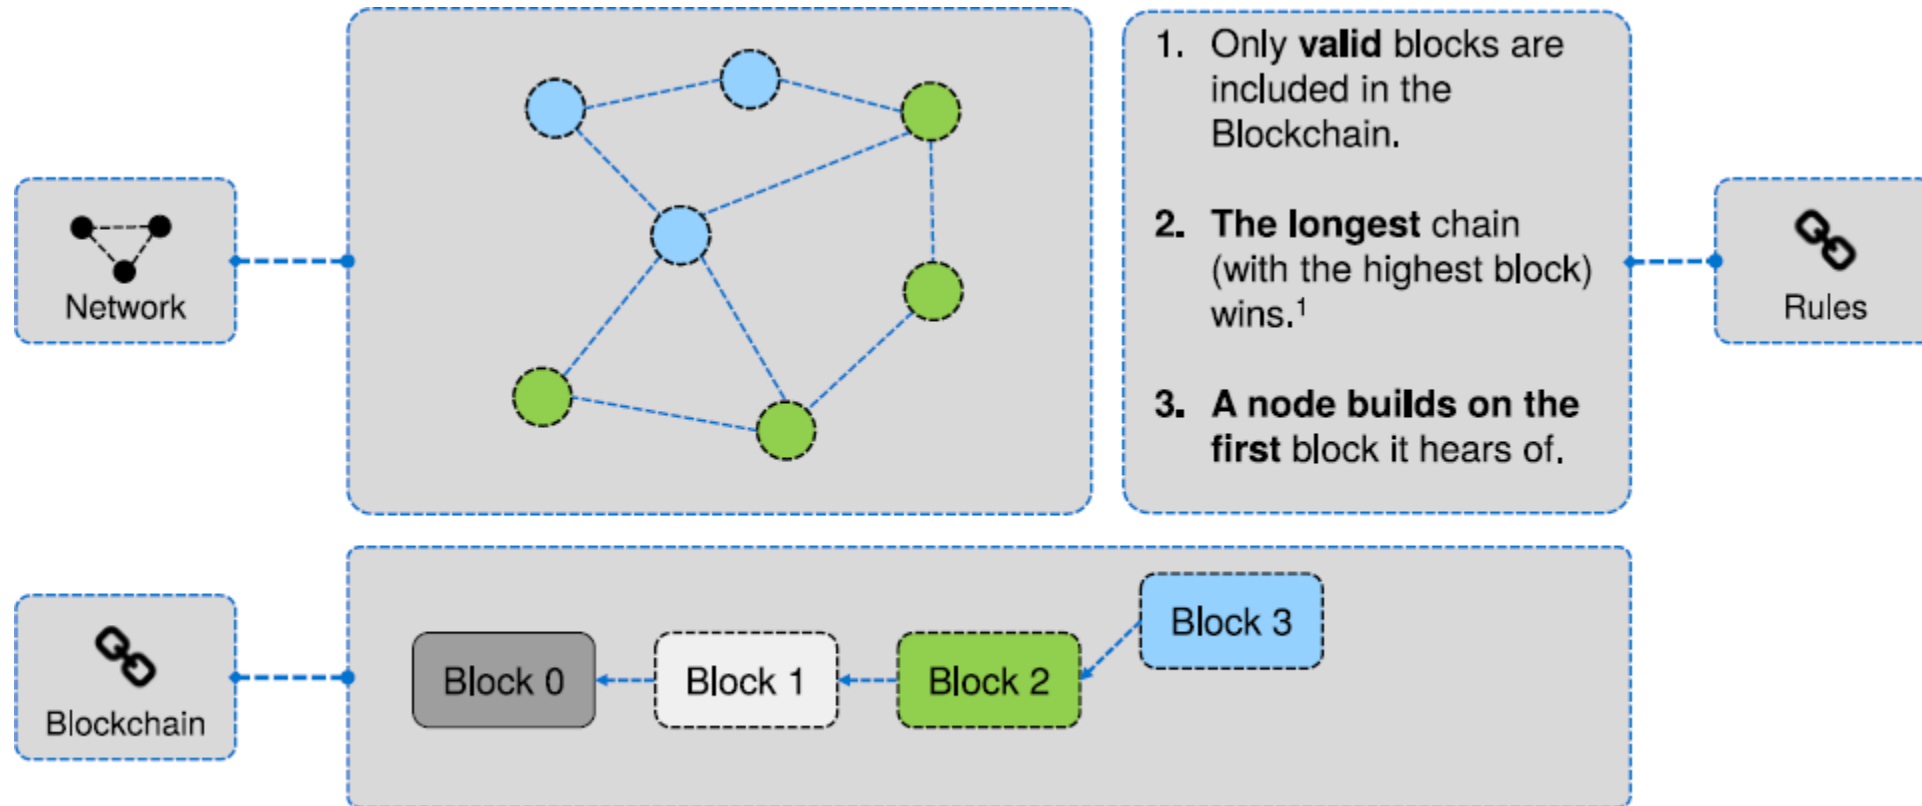 Network
1. Only valid blocks are
included in the
Blockchain.
2. The longest chain
(with the highest block)
wins.¹
3. A node builds on the
first block it hears of.
Rules
Blockchain
Block 0
Block 1
Block 2
Block 3